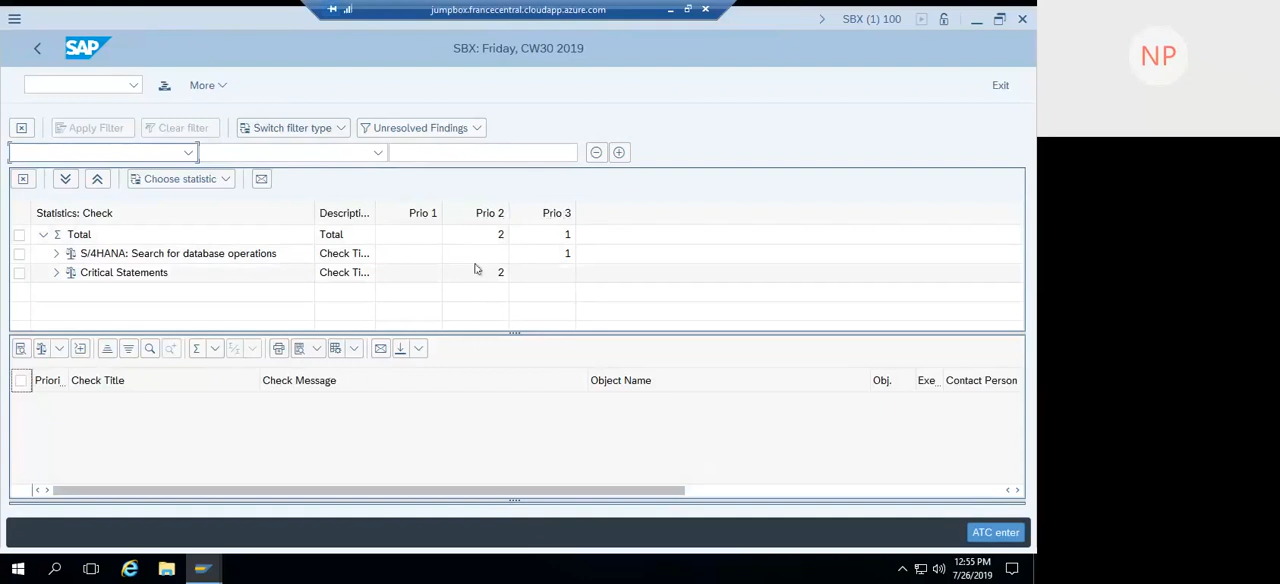 jumpbox.francecentral.cloudapp.azure.com
SBX (1) 100
SAP
SBX: Friday, CW30 2019
More
Exit
Apply Filter Clear filter Switch filter type Unresolved Findings
Choose statistic
Statistics: Check Descripti... Prio 1 Prio 2 Prio 3
Σ Total Total 2 1
S/4HANA: Search for database operations Check Ti... 1
Critical Statements Check Ti... 2
Priori... Check Title Check Message Object Name Obj. Exe... Contact Person
ATC enter
12:55 PM
7/26/2019
NP